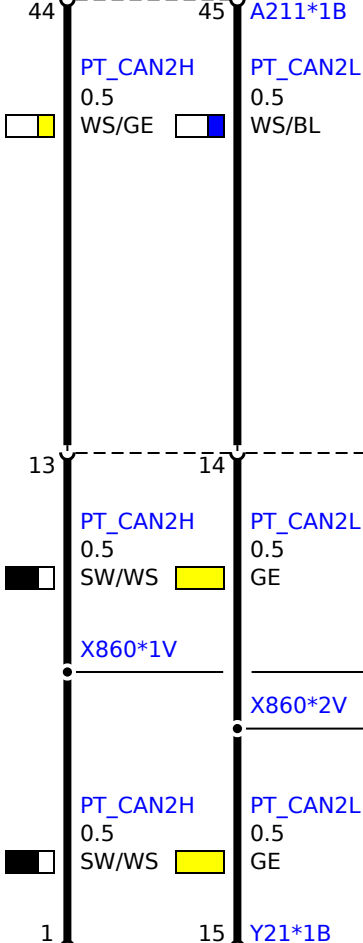 44 45 A211*1B
PT_CAN2H PT_CAN2L
0.5 0.5
WS/GE WS/BL
13 14
PT_CAN2H PT_CAN2L
0.5 0.5
SW/WS GE
X860*1V
X860*2V
PT_CAN2H PT_CAN2L
0.5 0.5
SW/WS GE
1 15 Y21*1B